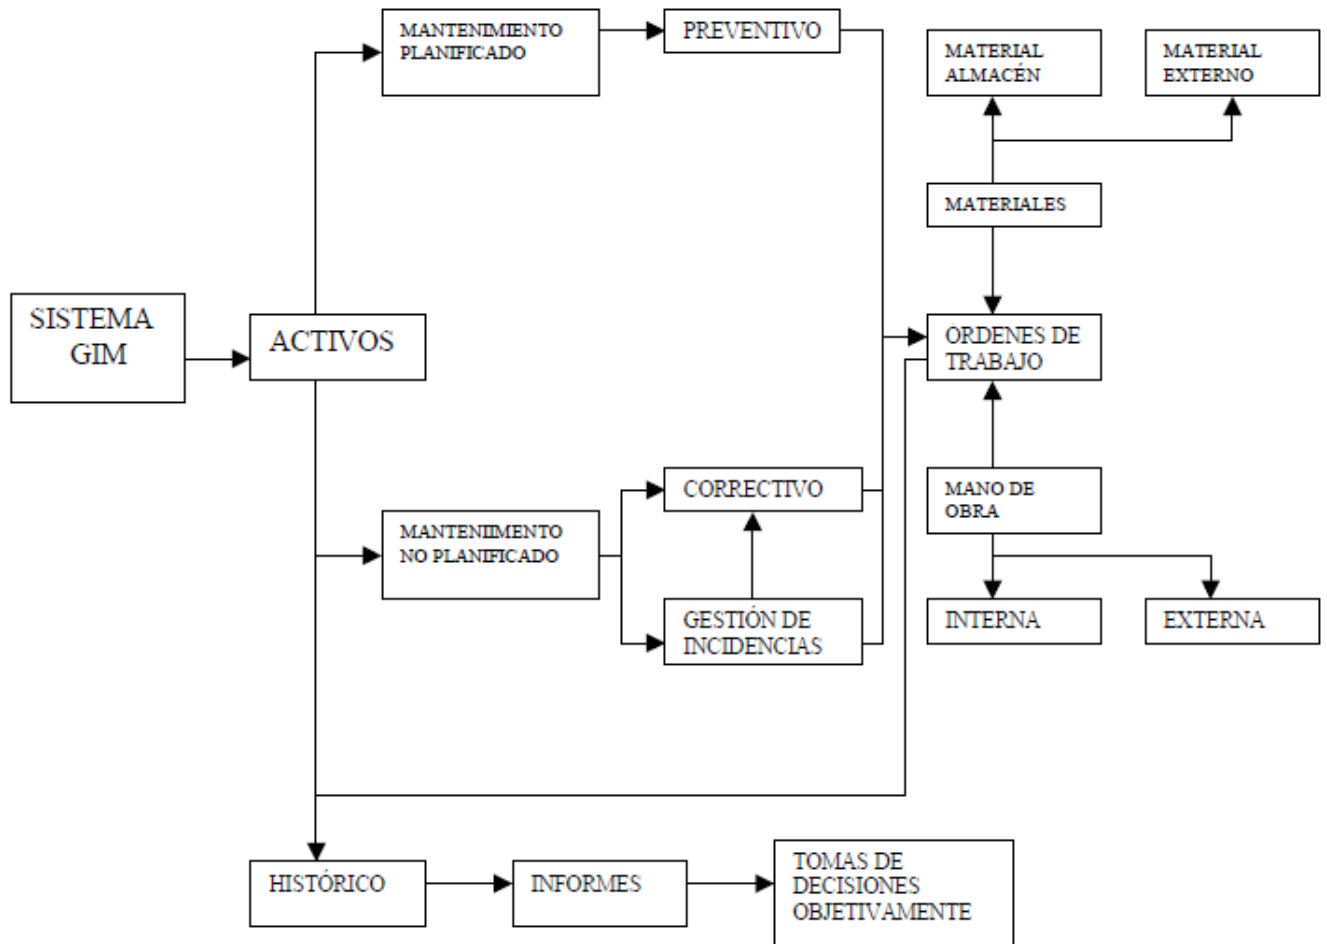 MANTENIMIENTO
PLANIFICADO
PREVENTIVO
MATERIAL
ALMACÉN
MATERIAL
EXTERNO
MATERIALES
SISTEMA
GIM
ACTIVOS
ÓRDENES DE
TRABAJO
CORRECTIVO
MANO DE
OBRA
MANTENIIMENTO
NO PLANIFICADO
GESTIÓN DE
INCIDENCIAS
INTERNA
EXTERNA
HISTÓRICO
INFORMES
TOMAS DE
DECISIONES
OBJETIVAMENTE